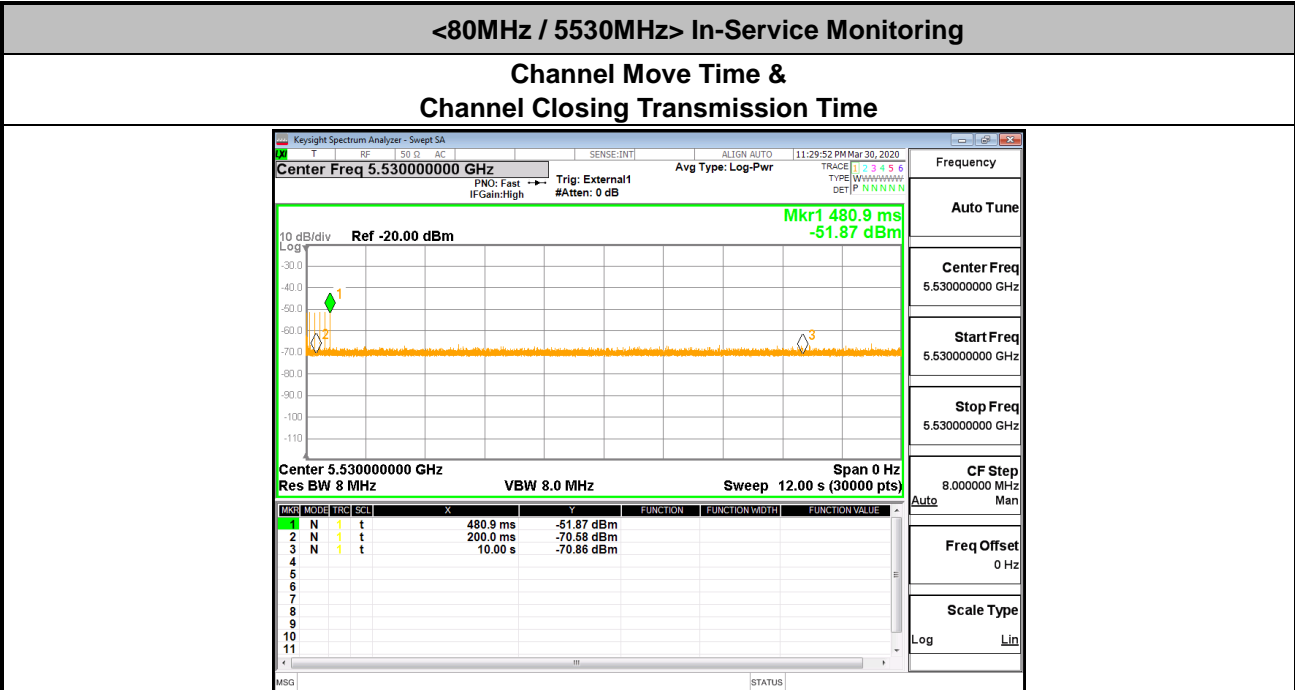 <80MHz / 5530MHz> In-Service Monitoring
Channel Move Time &
Channel Closing Transmission Time
Keysight Spectrum Analyzer - Swept SA
LXI T RF 50 Ω AC SENSE:INT ALIGN AUTO 11:29:52 PM Mar 30, 2020
Center Freq 5.530000000 GHz
PNO: Fast
IFGain:High
Trig: External1
#Atten: 0 dB
Avg Type: Log-Pwr
TRACE 1 2 3 4 5 6
TYPE WWWWWW
DET P N N N N N
Mkr1 480.9 ms
-51.87 dBm
10 dB/div Ref -20.00 dBm
Log
1
2
3
-30.0
-40.0
-50.0
-60.0
-70.0
-80.0
-90.0
-100
-110
Center 5.530000000 GHz Span 0 Hz
Res BW 8 MHz VBW 8.0 MHz Sweep 12.00 s (30000 pts)
MKR MODE TRC SCL X Y FUNCTION FUNCTION WIDTH FUNCTION VALUE
1 N 1 t 480.9 ms -51.87 dBm
2 N 1 t 200.0 ms -70.58 dBm
3 N 1 t 10.00 s -70.86 dBm
4
5
6
7
8
9
10
11
MSG STATUS
Frequency
Auto Tune
Center Freq
5.530000000 GHz
Start Freq
5.530000000 GHz
Stop Freq
5.530000000 GHz
CF Step
8.000000 MHz
Auto Man
Freq Offset
0 Hz
Scale Type
Log Lin